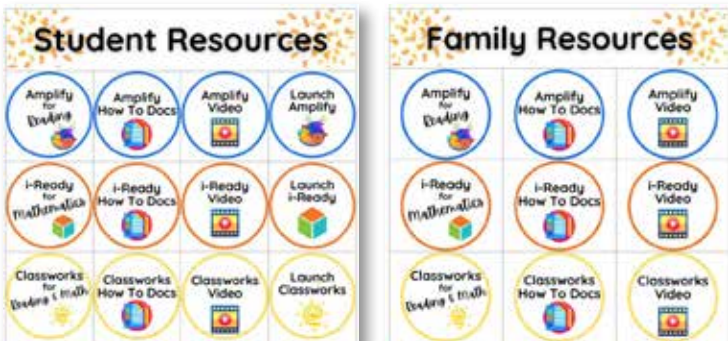 Student Resources
Amplify
for
Reading
Amplify
How To Docs
Amplify
Video
Launch
Amplify
i-Ready
for
Mathematics
i-Ready
How To Docs
i-Ready
Video
Launch
i-Ready
Classworks
for
Reading & Math
Classworks
How To Docs
Classworks
Video
Launch
Classworks
Family Resources
Amplify
for
Reading
Amplify
How To Docs
Amplify
Video
i-Ready
for
Mathematics
i-Ready
How To Docs
i-Ready
Video
Classworks
for
Reading & Math
Classworks
How To Docs
Classworks
Video